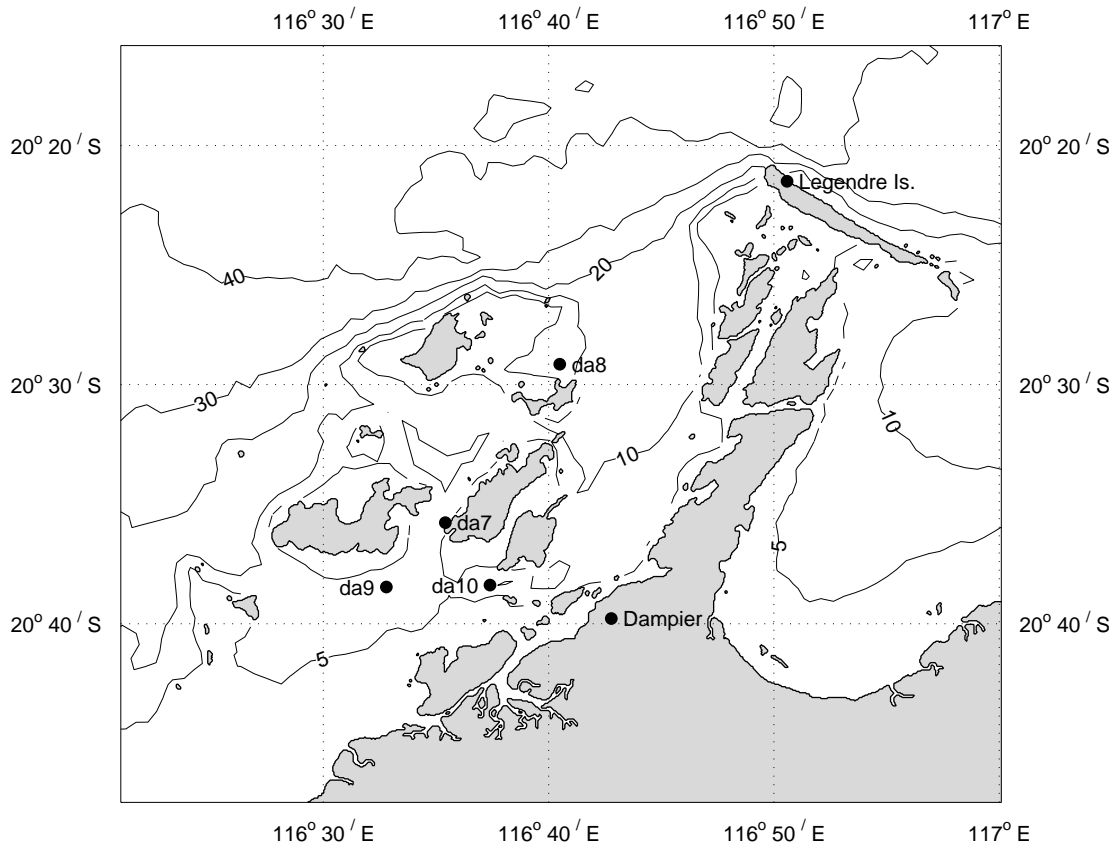 116° 30 ' E 116° 40 ' E 116° 50 ' E 117° E
20° 20 ' S 20° 20 ' S
Legendre Is.
40 20
da8
20° 30 ' S 20° 30 ' S
30
10 10
da7
5
da9 da10
20° 40 ' S Dampier 20° 40 ' S
5
116° 30 ' E 116° 40 ' E 116° 50 ' E 117° E